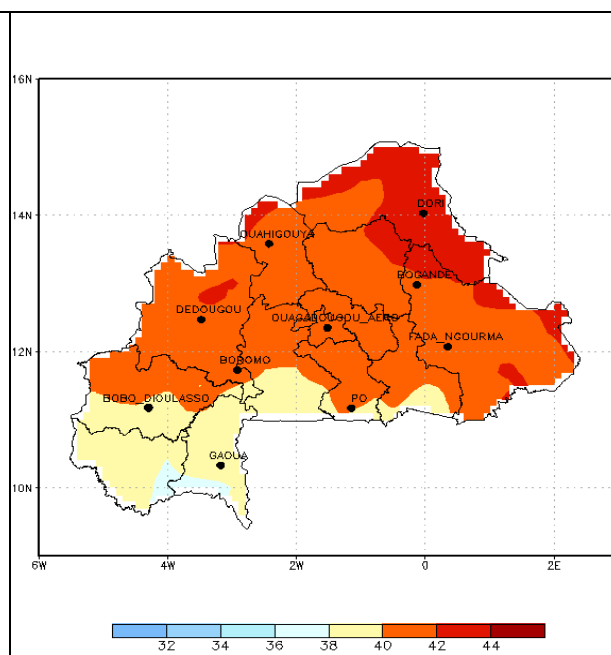 16N
14N
DORI
OUAHIGOUYA
BOGANDE
DEDOUGOU
OUAGADOUGOU_AERO
FADA_NGOURMA
12N
BOROMO
BOBO_DIOULASSO
PO
GAOUA
10N
6W 4W 2W 0 2E
32 34 36 38 40 42 44